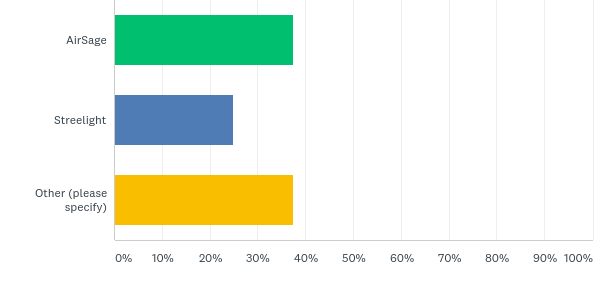 AirSage
Streelight
Other (please
specify)
0% 10% 20% 30% 40% 50% 60% 70% 80% 90% 100%